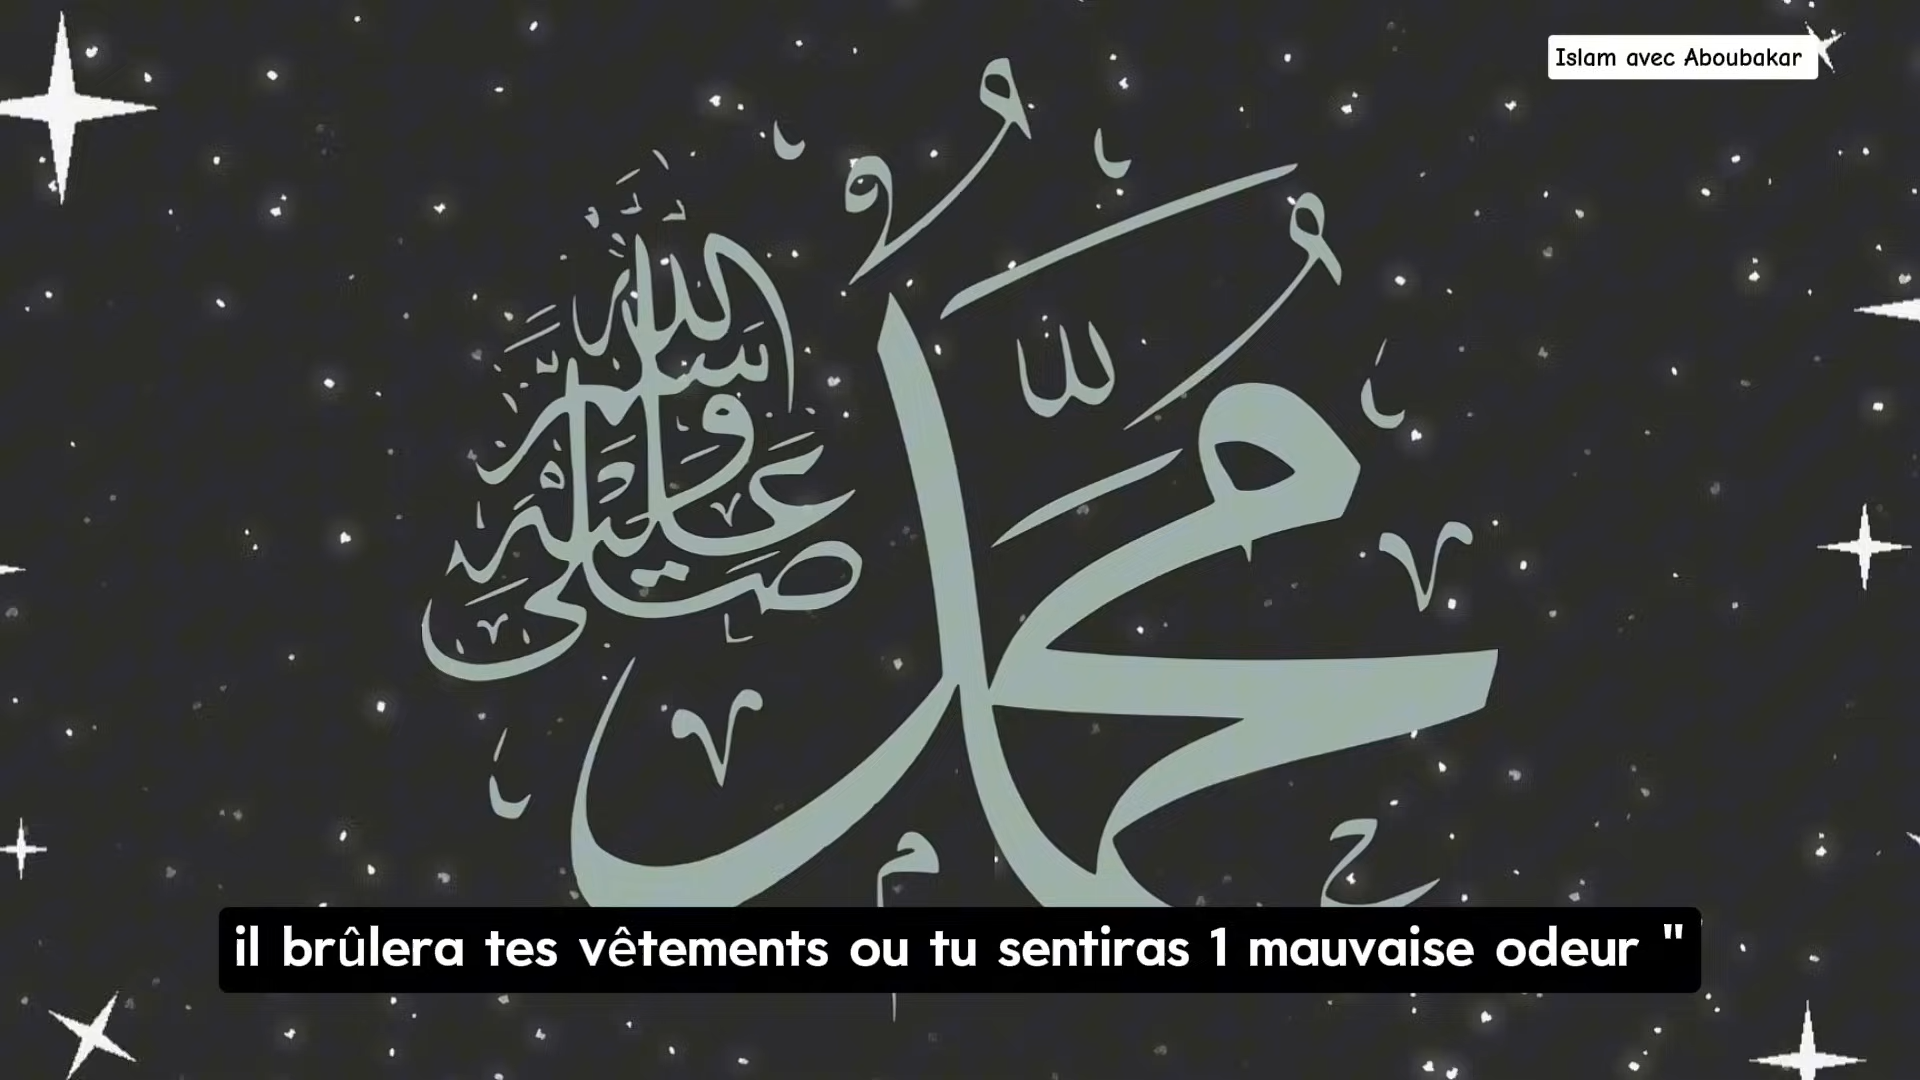 Islam avec Aboubakar
محمد
صلى الله عليه وسلم
il brûlera tes vêtements ou tu sentiras 1 mauvaise odeur "